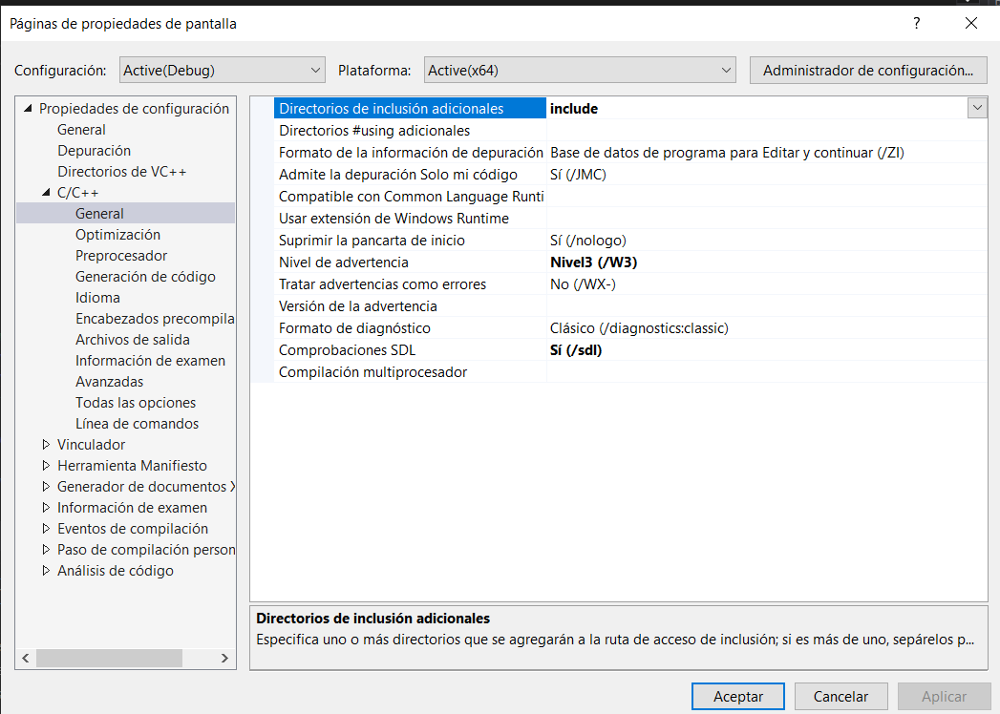 Páginas de propiedades de pantalla
?
Configuración: Active(Debug) Plataforma: Active(x64) Administrador de configuración...
Propiedades de configuración
General
Depuración
Directorios de VC++
C/C++
General
Optimización
Preprocesador
Generación de código
Idioma
Encabezados precompila
Archivos de salida
Información de examen
Avanzadas
Todas las opciones
Línea de comandos
Vinculador
Herramienta Manifiesto
Generador de documentos X
Información de examen
Eventos de compilación
Paso de compilación person
Análisis de código
Directorios de inclusión adicionales include
Directorios #using adicionales
Formato de la información de depuración Base de datos de programa para Editar y continuar (/ZI)
Admite la depuración Solo mi código Sí (/JMC)
Compatible con Common Language Runti
Usar extensión de Windows Runtime
Suprimir la pancarta de inicio Sí (/nologo)
Nivel de advertencia Nivel3 (/W3)
Tratar advertencias como errores No (/WX-)
Versión de la advertencia
Formato de diagnóstico Clásico (/diagnostics:classic)
Comprobaciones SDL Sí (/sdl)
Compilación multiprocesador
Directorios de inclusión adicionales
Especifica uno o más directorios que se agregarán a la ruta de acceso de inclusión; si es más de uno, sepárelos p...
Aceptar Cancelar Aplicar